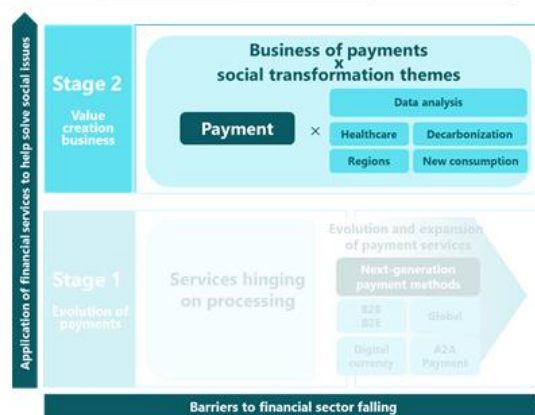 Application of financial services to help solve social issues
Stage 2
Value
creation
business
Business of payments
×
social transformation themes
Payment
×
Data analysis
Healthcare
Decarbonization
Regions
New consumption
Stage 1
Evolution of
payments
Services hinging
on processing
Evolution and expansion
of payment services
Next-generation
payment methods
B2B
B2E
Global
Digital
currency
A2A
Payment
Barriers to financial sector falling